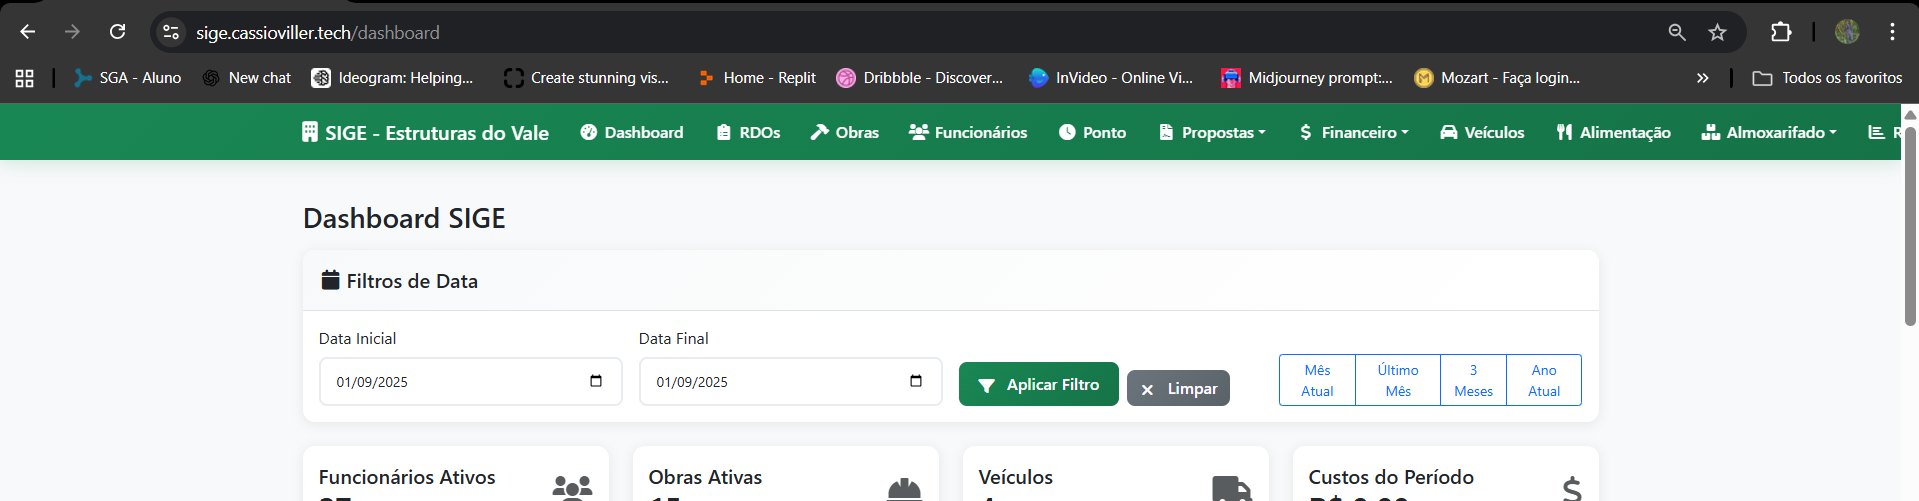 sige.cassioviller.tech/dashboard
SGA - Aluno New chat Ideogram: Helping... Create stunning vis... Home - Replit Dribbble - Discover... InVideo - Online Vi... Midjourney prompt:... Mozart - Faça login... » Todos os favoritos
SIGE - Estruturas do Vale Dashboard RDOs Obras Funcionários Ponto Propostas Financeiro Veículos Alimentação Almoxarifado
Dashboard SIGE
Filtros de Data
Data Inicial Data Final
01/09/2025 01/09/2025 Aplicar Filtro Limpar
Mês Último 3 Ano
Atual Mês Meses Atual
Funcionários Ativos Obras Ativas Veículos Custos do Período